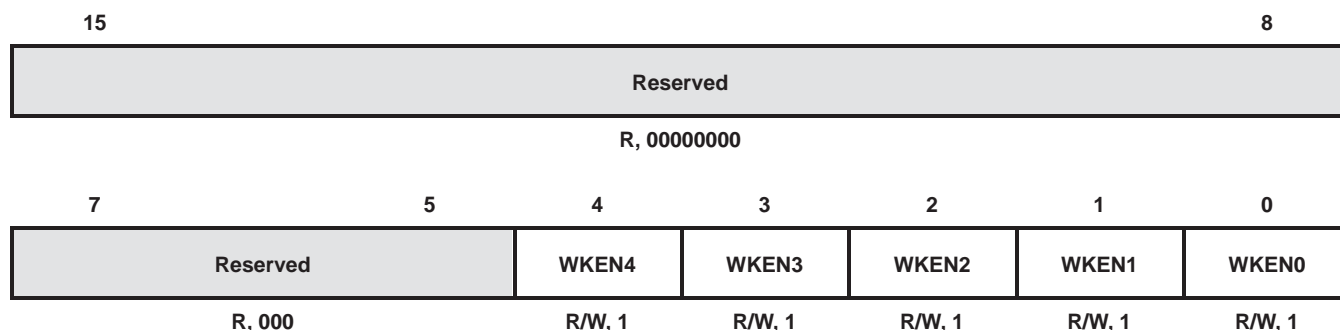 15 8
Reserved
R, 00000000
7 5 4 3 2 1 0
Reserved WKEN4 WKEN3 WKEN2 WKEN1 WKEN0
R, 000 R/W, 1 R/W, 1 R/W, 1 R/W, 1 R/W, 1